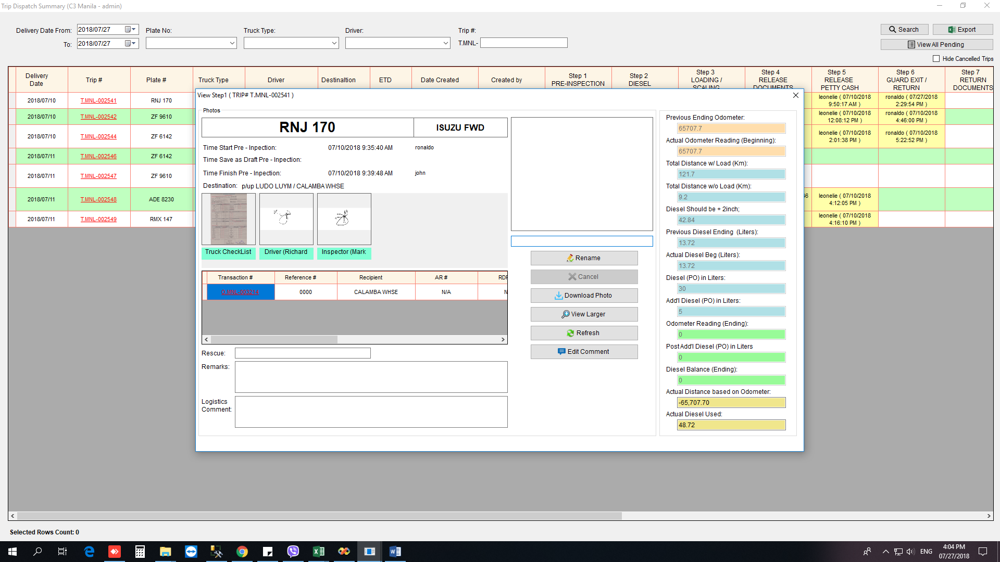 Trip Dispatch Summary (C3 Manila - admin)
Delivery Date From: 2018/07/27
To: 2018/07/27
Plate No:
Truck Type:
Driver:
Trip #:
T.MNL-
Search
Export
View All Pending
Hide Cancelled Trips
Delivery Date
Trip #
Plate #
Truck Type
Driver
Destinaltion
ETD
Date Created
Created by
Step 1 PRE-INSPECTION
Step 2 DIESEL
Step 3 LOADING / SCALING
Step 4 RELEASE DOCUMENTS
Step 5 RELEASE PETTY CASH
Step 6 GUARD EXIT / RETURN
Step 7 RETURN DOCUMENTS
2018/07/10 T.MNL-002541 RNJ 170 leonelie ( 07/10/2018 9:50:17 AM ) ronaldo ( 07/27/2018 2:29:54 PM )
2018/07/10 T.MNL-002542 ZF 9610 leonelie ( 07/10/2018 12:08:12 PM ) ronaldo ( 07/10/2018 4:46:00 PM )
2018/07/10 T.MNL-002544 ZF 6142 leonelie ( 07/10/2018 2:01:38 PM ) ronaldo ( 07/10/2018 5:22:52 PM )
2018/07/11 T.MNL-002546 ZF 6142
2018/07/11 T.MNL-002547 ZF 9610
2018/07/11 T.MNL-002548 ADE 8230 46 leonelie ( 07/10/2018 4:12:05 PM )
2018/07/11 T.MNL-002549 RMX 147 leonelie ( 07/10/2018 4:16:10 PM )
View Step1 ( TRIP# T.MNL-002541 )
Photos
RNJ 170
ISUZU FWD
Time Start Pre - Inpection: 07/10/2018 9:35:40 AM ronaldo
Time Save as Draft Pre - Inpection:
Time Finish Pre - Inpection: 07/10/2018 9:39:48 AM john
Destination: p/up LUDO LUYM / CALAMBA WHSE
Truck CheckList
Driver (Richard
Inspector (Mark
Transaction # Reference # Recipient AR # RDF
O.MNL-003214 0000 CALAMBA WHSE N/A N
Rescue:
Remarks:
Logistics Comment:
Rename
Cancel
Download Photo
View Larger
Refresh
Edit Comment
Previous Ending Odometer:
65707.7
Actual Odometer Reading (Beginning):
65707.7
Total Distance w/ Load (Km):
121.7
Total Distance w/o Load (Km):
9.2
Diesel Should be + 2inch;
42.84
Previous Diesel Ending (Liters):
13.72
Actual Diesel Beg (Liters):
13.72
Diesel (PO) in Liters:
30
Add'l Diesel (PO) in Liters:
5
Odometer Reading (Ending):
0
Post Add'l Diesel (PO) in Liters
0
Diesel Balance (Ending):
0
Actual Distance based on Odometer:
-65,707.70
Actual Diesel Used:
48.72
Selected Rows Count: 0
ENG
4:04 PM
07/27/2018